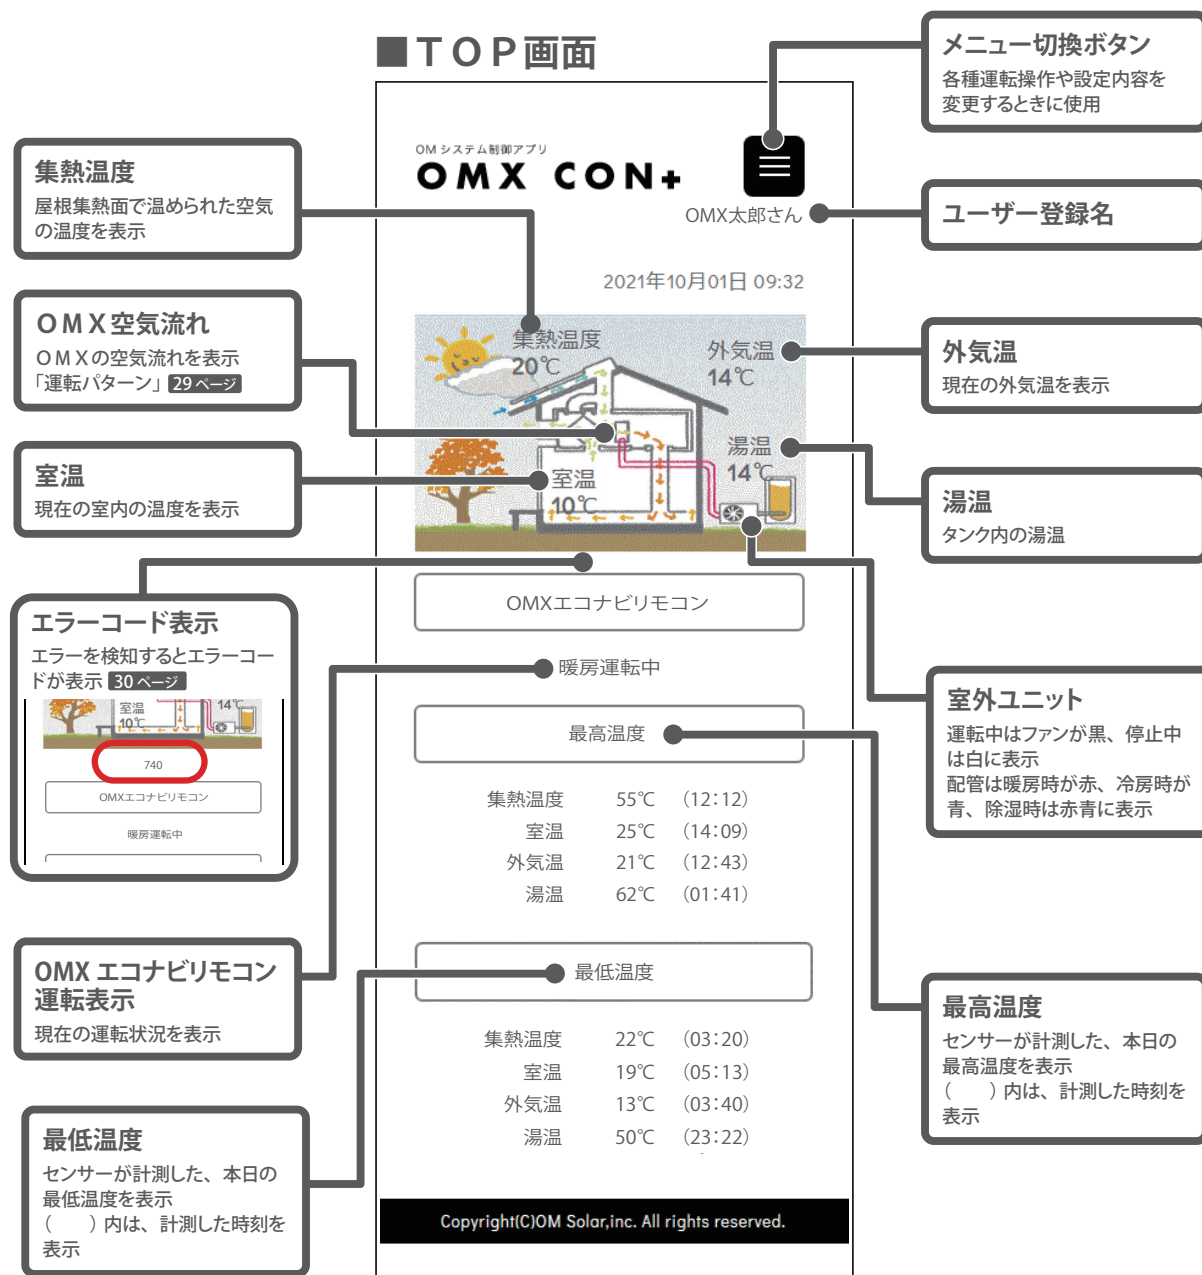 ■ＴＯＰ画面
メニュー切換ボタン
各種運転操作や設定内容を
変更するときに使用
OMシステム制御アプリ
OMX CON+
集熱温度
屋根集熱面で温められた空気
の温度を表示
OMX太郎さん
ユーザー登録名
2021年10月01日 09:32
ＯＭＸ空気流れ
ＯＭＸの空気流れを表示
「運転パターン」 29ページ
集熱温度
20℃
外気温
14℃
外気温
現在の外気温を表示
室温
現在の室内の温度を表示
湯温
14℃
室温
10℃
湯温
タンク内の湯温
OMXエコナビリモコン
エラーコード表示
エラーを検知するとエラーコー
ドが表示 30ページ
室温
10℃
14℃
740
OMXエコナビリモコン
暖房運転中
暖房運転中
室外ユニット
運転中はファンが黒、停止中
は白に表示
配管は暖房時が赤、冷房時が
青、除湿時は赤青に表示
最高温度
集熱温度 55℃ （12：12）
室温 25℃ （14：09）
外気温 21℃ （12：43）
湯温 62℃ （01：41）
OMX エコナビリモコン
運転表示
現在の運転状況を表示
最低温度
最高温度
センサーが計測した、本日の
最高温度を表示
（　　）内は、計測した時刻を
表示
集熱温度 22℃ （03：20）
室温 19℃ （05：13）
外気温 13℃ （03：40）
湯温 50℃ （23：22）
最低温度
センサーが計測した、本日の
最低温度を表示
（　　）内は、計測した時刻を
表示
Copyright(C)OM Solar,inc. All rights reserved.